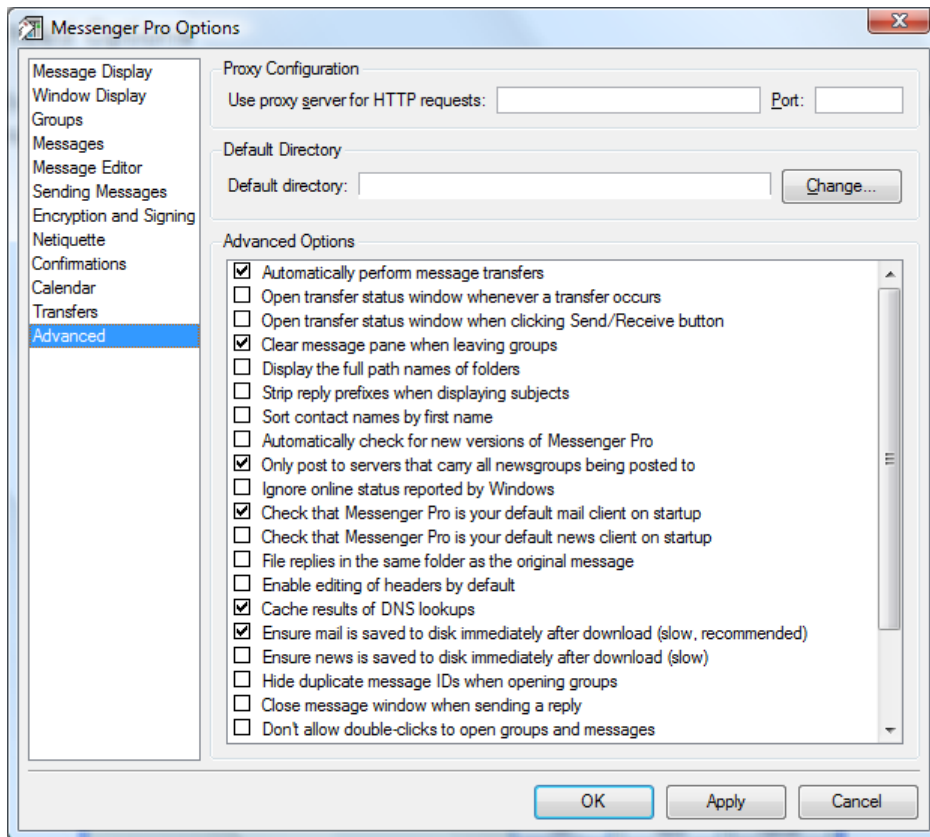 Messenger Pro Options
Message Display
Window Display
Groups
Messages
Message Editor
Sending Messages
Encryption and Signing
Netiquette
Confirmations
Calendar
Transfers
Advanced
Proxy Configuration
Use proxy server for HTTP requests: Port:
Default Directory
Default directory: Change...
Advanced Options
Automatically perform message transfers
Open transfer status window whenever a transfer occurs
Open transfer status window when clicking Send/Receive button
Clear message pane when leaving groups
Display the full path names of folders
Strip reply prefixes when displaying subjects
Sort contact names by first name
Automatically check for new versions of Messenger Pro
Only post to servers that carry all newsgroups being posted to
Ignore online status reported by Windows
Check that Messenger Pro is your default mail client on startup
Check that Messenger Pro is your default news client on startup
File replies in the same folder as the original message
Enable editing of headers by default
Cache results of DNS lookups
Ensure mail is saved to disk immediately after download (slow, recommended)
Ensure news is saved to disk immediately after download (slow)
Hide duplicate message IDs when opening groups
Close message window when sending a reply
Don't allow double-clicks to open groups and messages
OK Apply Cancel